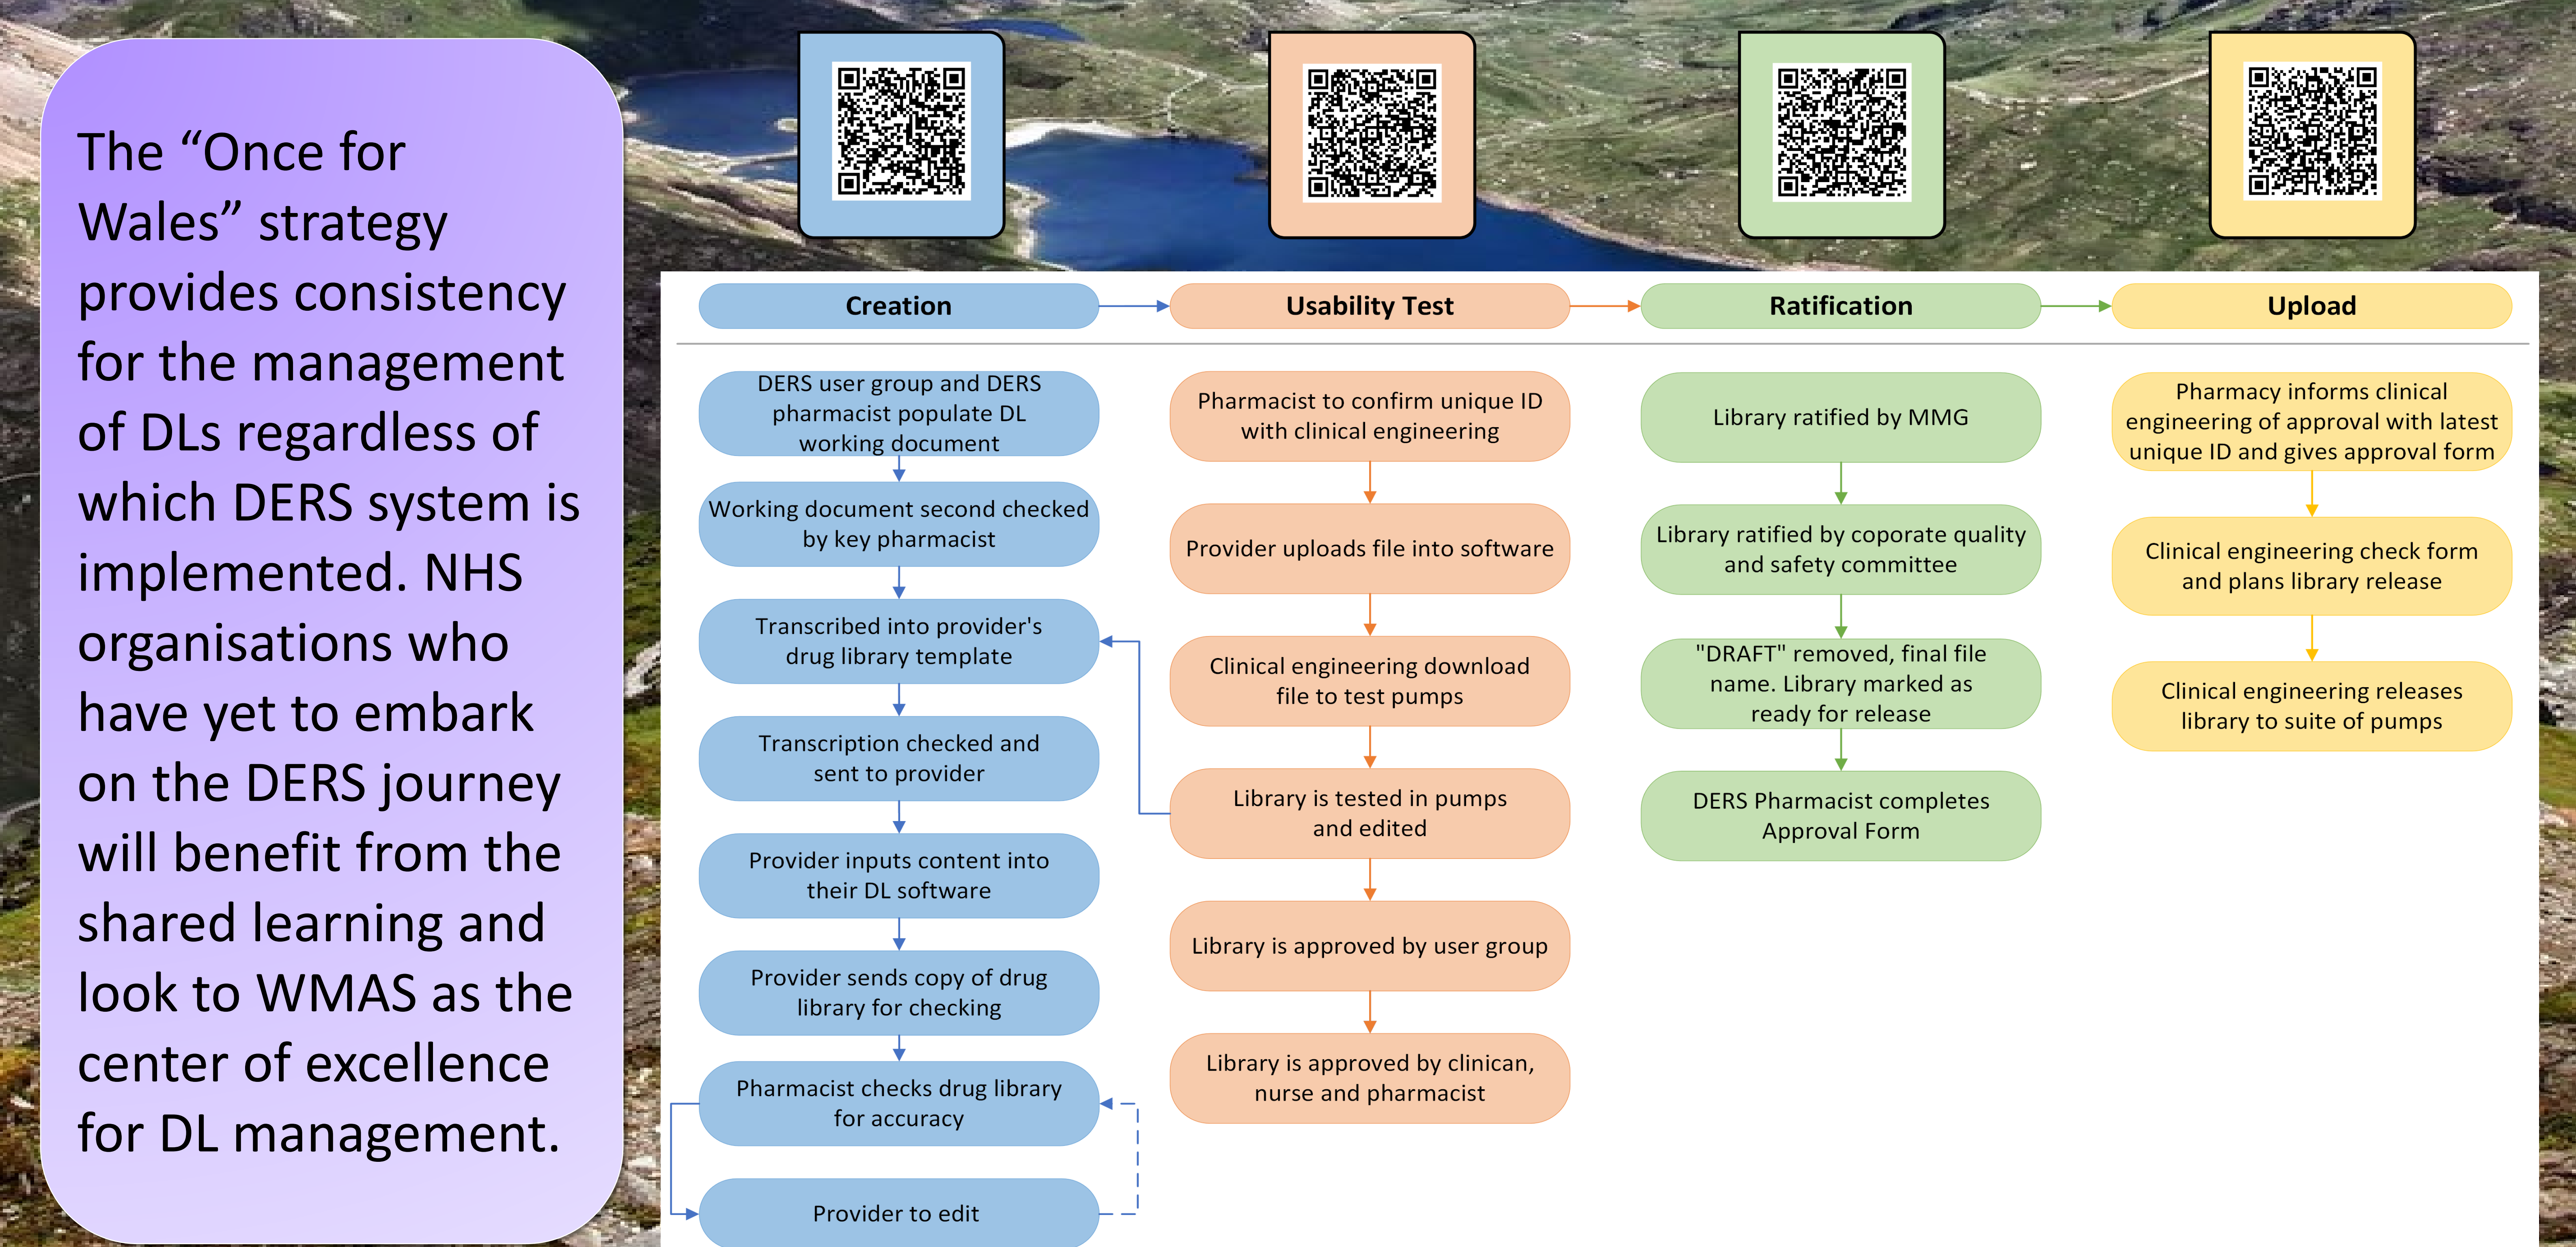 The “Once for
Wales” strategy
provides consistency
for the management
of DLs regardless of
which DERS system is
implemented. NHS
organisations who
have yet to embark
on the DERS journey
will benefit from the
shared learning and
look to WMAS as the
center of excellence
for DL management.
Creation
Usability Test
Ratification
Upload
DERS user group and DERS
pharmacist populate DL
working document
Working document second checked
by key pharmacist
Transcribed into provider's
drug library template
Transcription checked and
sent to provider
Provider inputs content into
their DL software
Provider sends copy of drug
library for checking
Pharmacist checks drug library
for accuracy
Provider to edit
Pharmacist to confirm unique ID
with clinical engineering
Provider uploads file into software
Clinical engineering download
file to test pumps
Library is tested in pumps
and edited
Library is approved by user group
Library is approved by clinican,
nurse and pharmacist
Library ratified by MMG
Library ratified by coporate quality
and safety committee
"DRAFT" removed, final file
name. Library marked as
ready for release
DERS Pharmacist completes
Approval Form
Pharmacy informs clinical
engineering of approval with latest
unique ID and gives approval form
Clinical engineering check form
and plans library release
Clinical engineering releases
library to suite of pumps